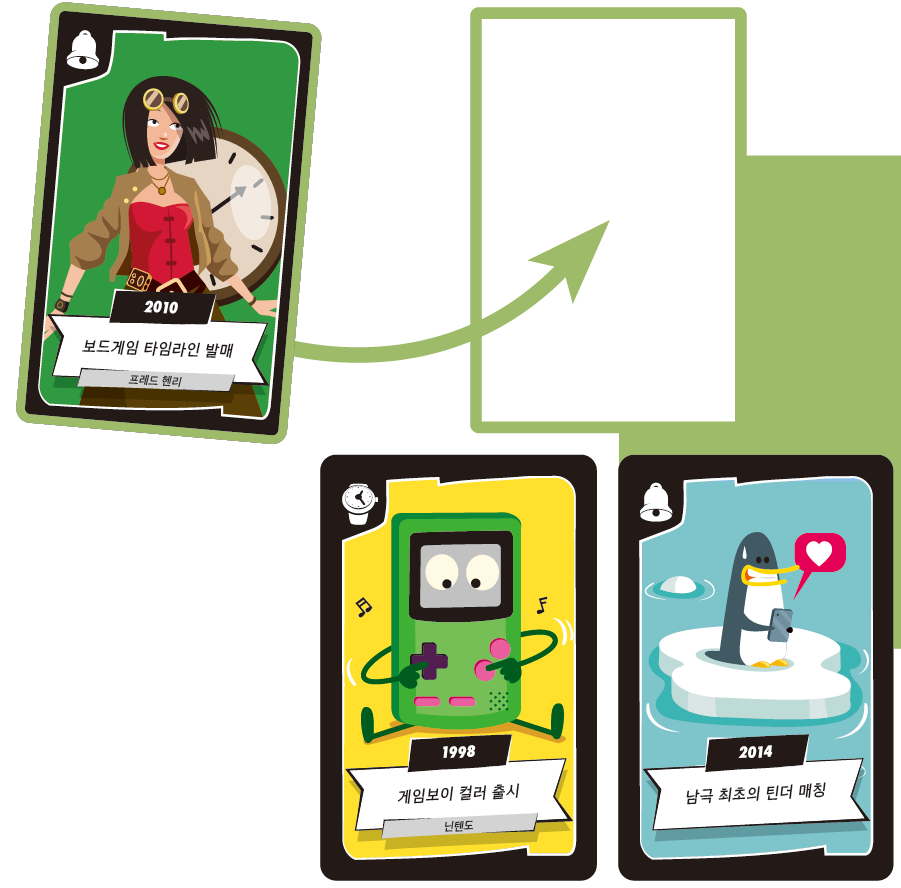 2010
보드게임 타임라인 발매
프레드 헨리
1998
게임보이 컬러 출시
닌텐도
2014
남극 최초의 틴더 매칭